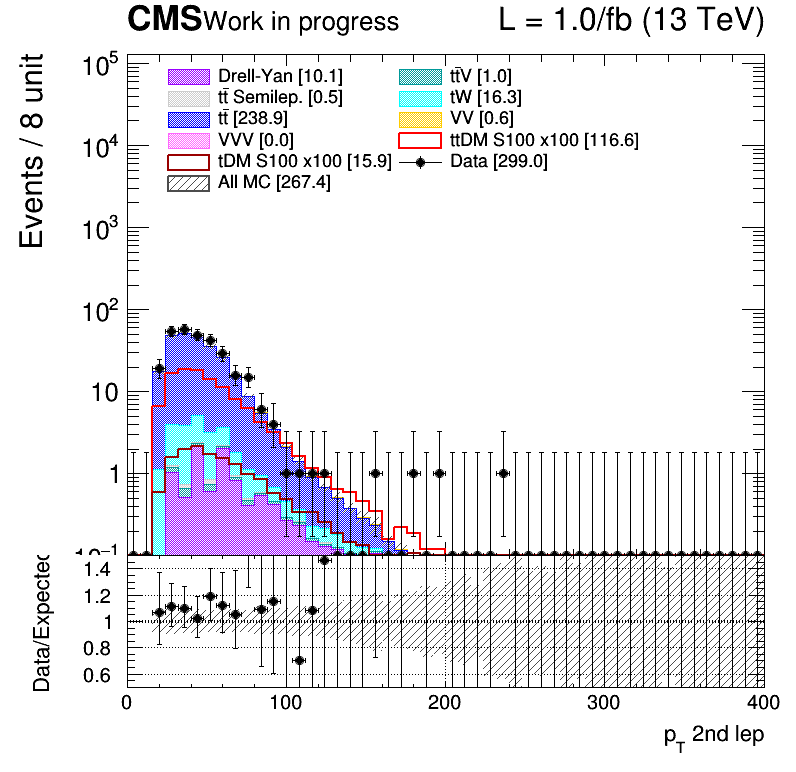 CMS Work in progress L = 1.0/fb (13 TeV)
Events / 8 unit
10⁵
10⁴
10³
10²
10
1
10⁻¹
Drell-Yan [10.1] tt̄V [1.0]
tt̄ Semilep. [0.5] tW [16.3]
tt̄ [238.9] VV [0.6]
VVV [0.0] ttDM S100 x100 [116.6]
tDM S100 x100 [15.9] Data [299.0]
All MC [267.4]
Data/Expected
1.4
1.2
1
0.8
0.6
0 100 200 300 400
p_T 2nd lep